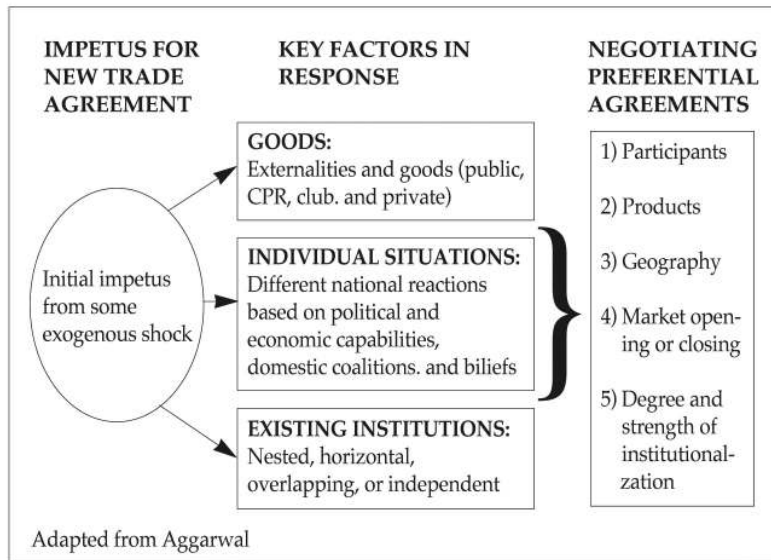 IMPETUS FOR
NEW TRADE
AGREEMENT
KEY FACTORS IN
RESPONSE
NEGOTIATING
PREFERENTIAL
AGREEMENTS
Initial impetus
from some
exogenous shock
GOODS:
Externalities and goods (public,
CPR, club. and private)
INDIVIDUAL SITUATIONS:
Different national reactions
based on political and
economic capabilities,
domestic coalitions. and biliefs
EXISTING INSTITUTIONS:
Nested, horizontal,
overlapping, or independent
1) Participants
2) Products
3) Geography
4) Market open-
ing or closing
5) Degree and
strength of
institutional-
zation
Adapted from Aggarwal